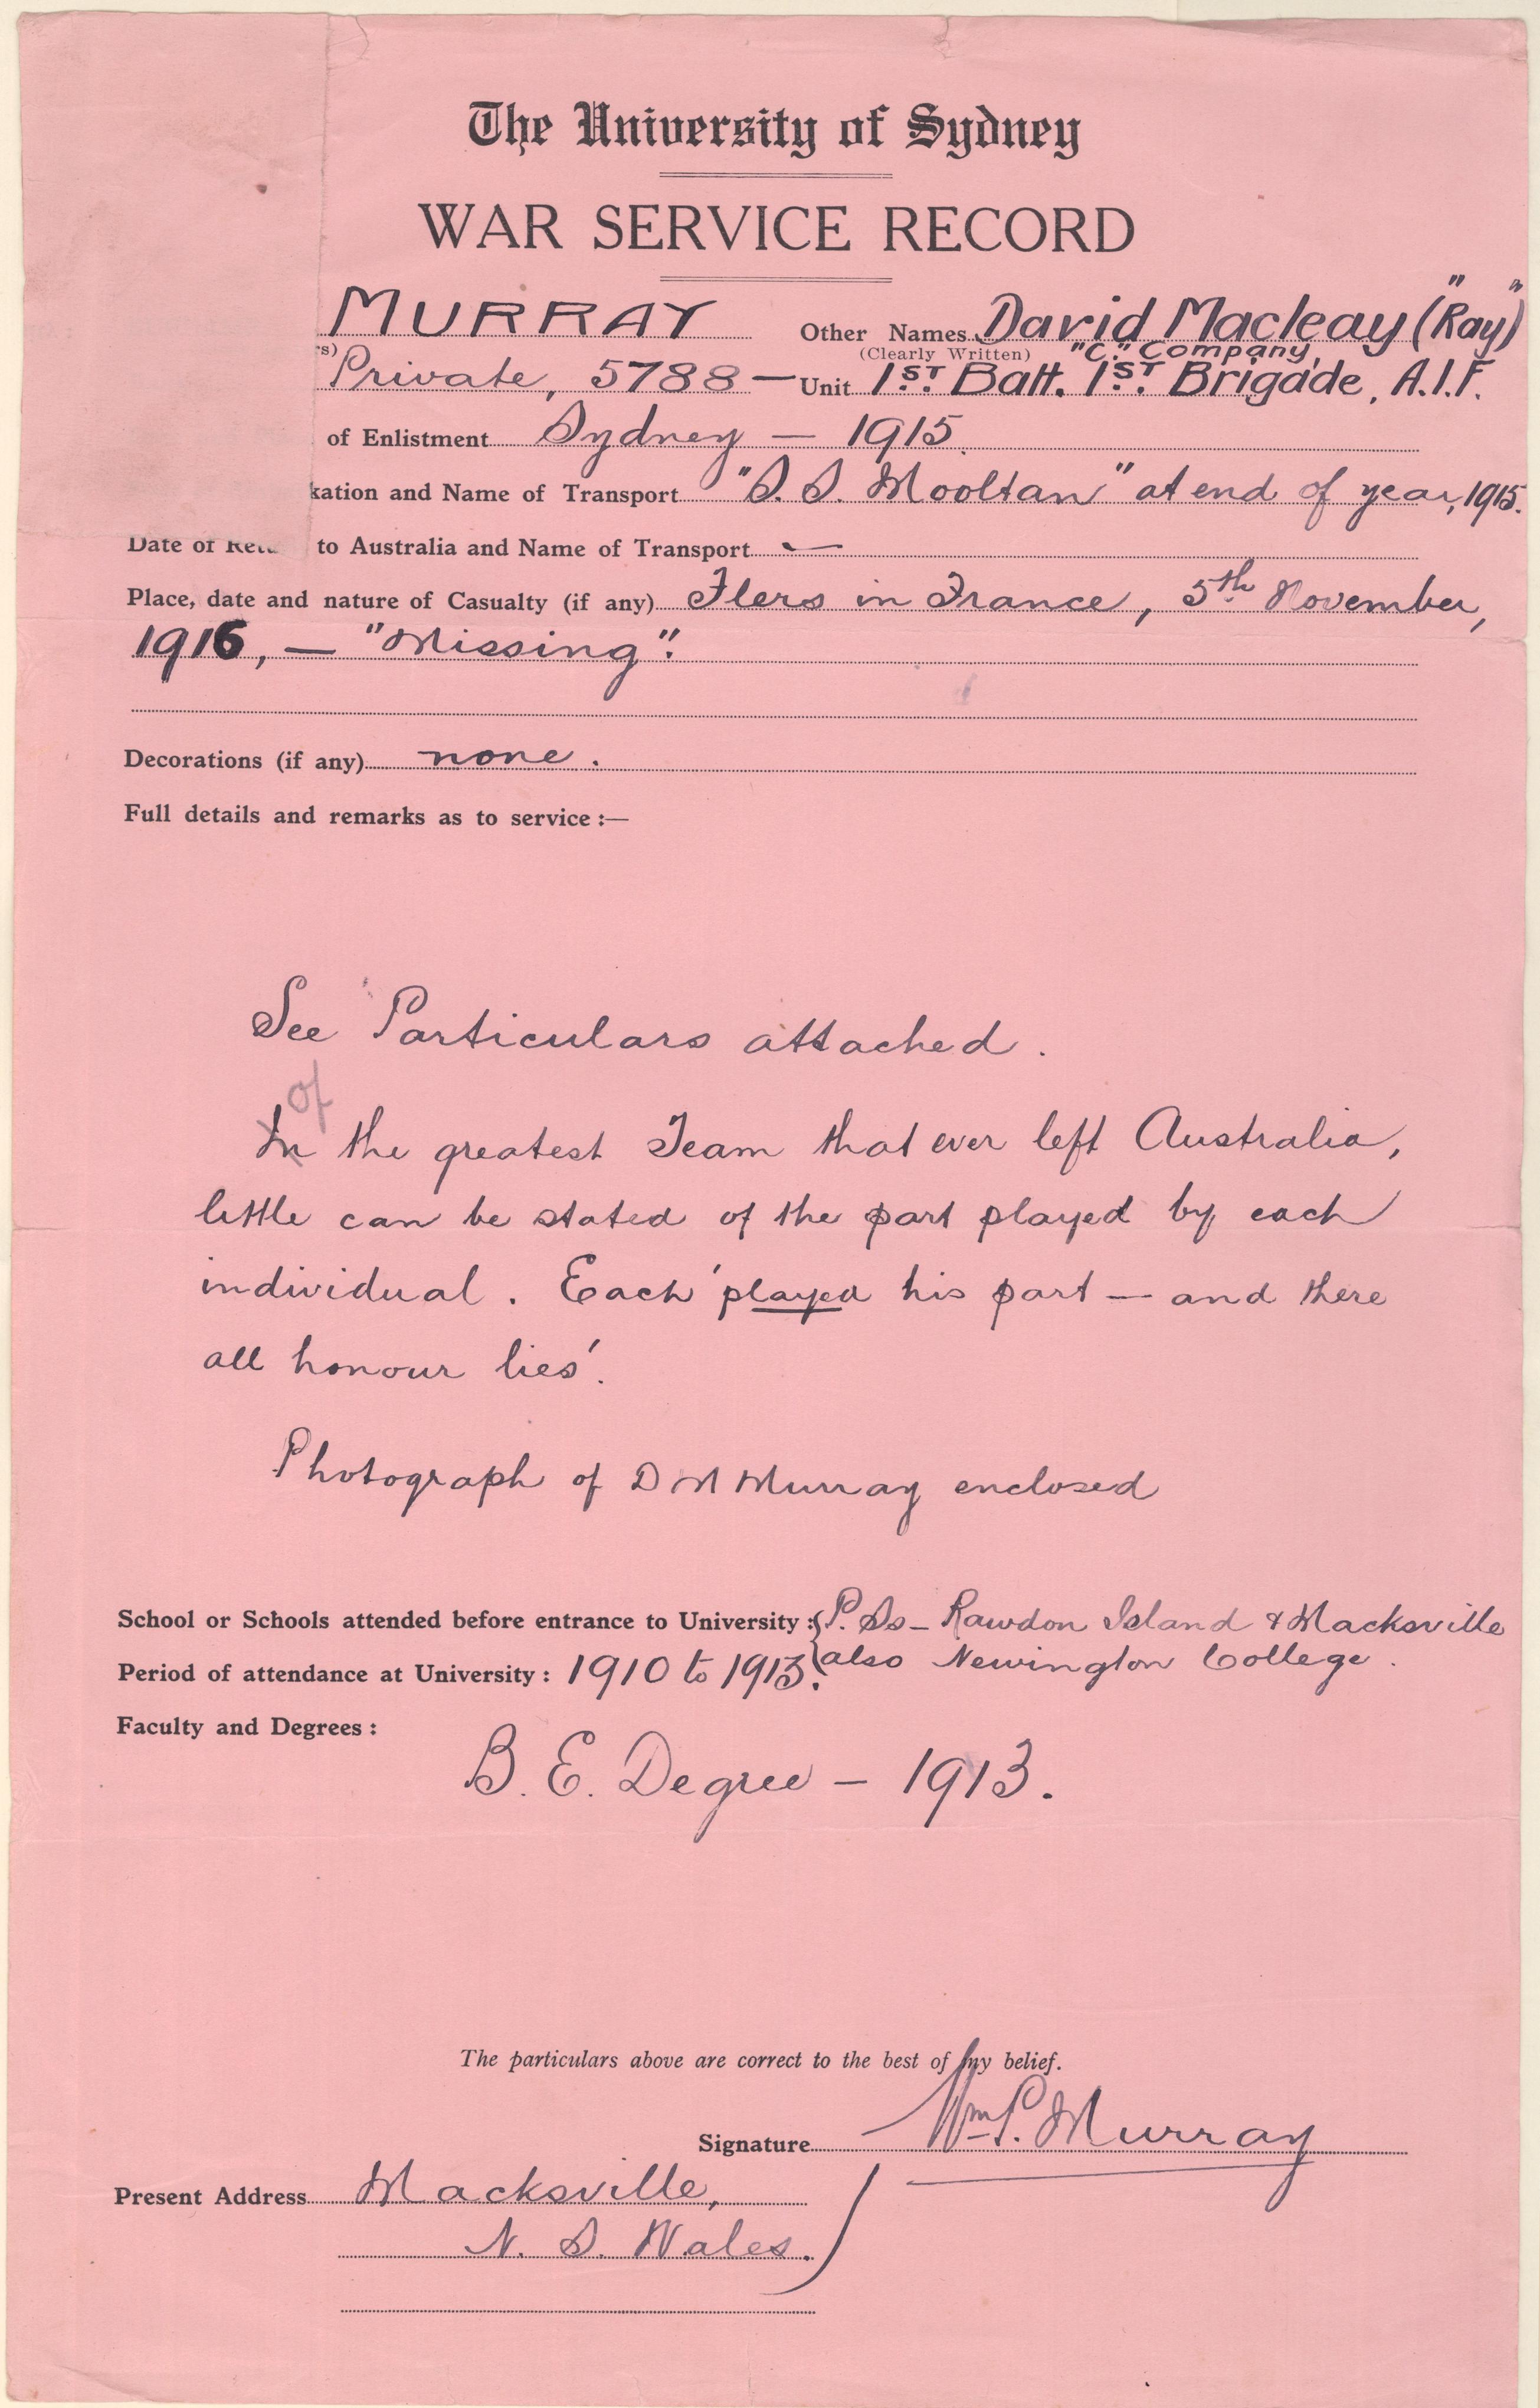 The University of Sydney
WAR SERVICE RECORD
MURRAY Other Names David Macleay ("Ray")
rs) (Clearly Written) "C." Company,
Private, 5788 — Unit 1ST. Batt. 1ST. Brigade, A.I.F.
of Enlistment Sydney — 1915.
kation and Name of Transport "S. S. Mooltan" at end of year, 1915.
Date of Retu to Australia and Name of Transport —
Place, date and nature of Casualty (if any) Flers in France, 5th November,
1916, — "Missing".
Decorations (if any) none.
Full details and remarks as to service :—
See Particulars attached.
of
In the greatest Team that ever left Australia,
little can be stated of the part played by each
individual. Each 'played his part — and there
all honour lies'.
Photograph of D M Murray enclosed
School or Schools attended before entrance to University : { P. Ss — Rawdon Island & Macksville
also Newington College.
Period of attendance at University : 1910 to 1913.
Faculty and Degrees :
B. E. Degree — 1913.
The particulars above are correct to the best of my belief.
Signature Wm P. Murray
Present Address Macksville,
N. S. Wales.